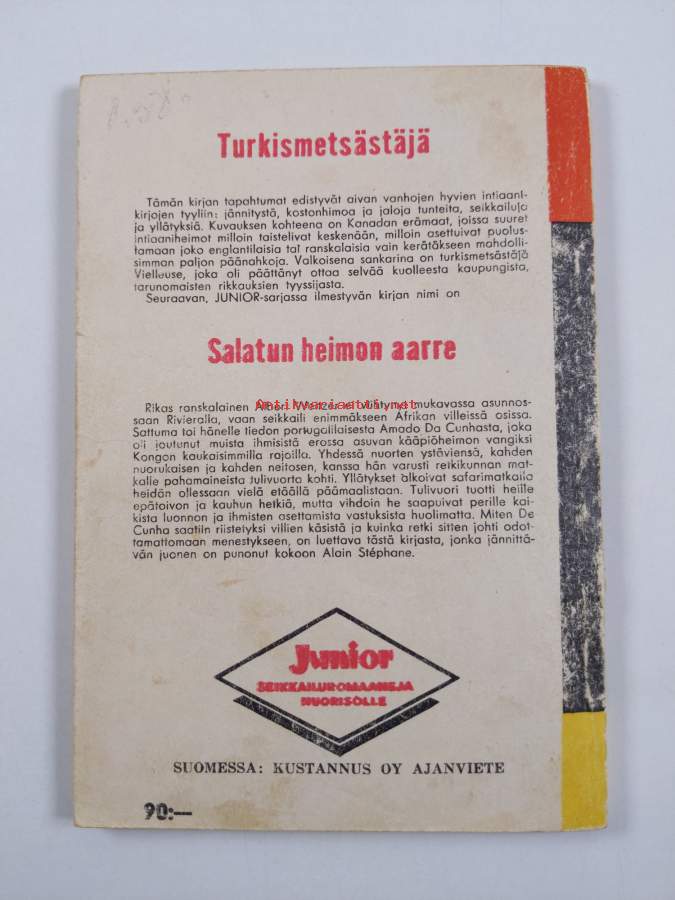 Turkismetsästäjä
Tämän kirjan tapahtumat edistyvät aivan vanhojen hyvien intiaani-
kirjojen tyyliin: jännitystä, kostonhimoa ja jaloja tunteita, seikkailuja
ja yllätyksiä. Kuvauksen kohteena on Kanadan erämaat, joissa suuret
intiaaniheimot milloin taistelivat keskenään, milloin asettuivat puolus-
tamaan joko englantilaisia tai ranskalaisia vain kerätäkseen mahdolli-
simman paljon päänahkoja. Valkoisena sankarina on turkismetsästäjä
Vielleuse, joka oli päättänyt ottaa selvää kuolleesta kaupungista,
tarunomaisten rikkauksien tyyssijasta.
Seuraavan, JUNIOR-sarjassa ilmestyvän kirjan nimi on
Salatun heimon aarre
Rikas ranskalainen ei viihtynyt mukavassa asunnos-
Antikvariaatti.net
saan Rivieralla, vaan seikkaili enimmäkseen Afrikan villeissä osissa.
Sattuma toi hänelle tiedon portugalilaisesta Amado Da Cunhasta, joka
oli joutunut muista ihmisistä erossa asuvan kääpiöheimon vangiksi
Kongon kaukaisimmilla rajoilla. Yhdessä nuorten ystäviensä, kahden
nuorukaisen ja kahden neitosen, kanssa hän varusti retkikunnan mat-
kalle pahamaineista tulivuorta kohti. Yllätykset alkoivat safarimatkalla
heidän ollessaan vielä etäällä päämaalistaan. Tulivuori tuotti heille
epätoivon ja kauhun hetkiä, mutta vihdoin he saapuivat perille kai-
kista luonnon ja ihmisten asettamista vastuksista huolimatta. Miten De
Cunha saatiin riistetyksi villien käsistä ja kuinka retki sitten johti odot-
tamattomaan menestykseen, on luettava tästä kirjasta, jonka jännittä-
vän juonen on punonut kokoon Alain Stéphane.
Junior
SEIKKAILUROMAANEJA
NUORISOLLE
SUOMESSA: KUSTANNUS OY AJANVIETE
90:—